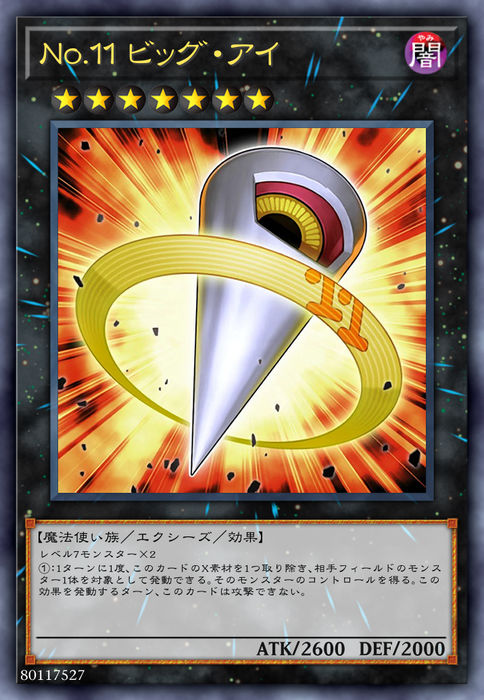 No.11 ビッグ・アイ
やみ
闇
11
【魔法使い族／エクシーズ／効果】
レベル7モンスター×2
①:1ターンに1度、このカードのX素材を1つ取り除き、相手フィールドのモンス
ター1体を対象として発動できる。そのモンスターのコントロールを得る。この
効果を発動するターン、このカードは攻撃できない。
ATK/2600 DEF/2000
80117527